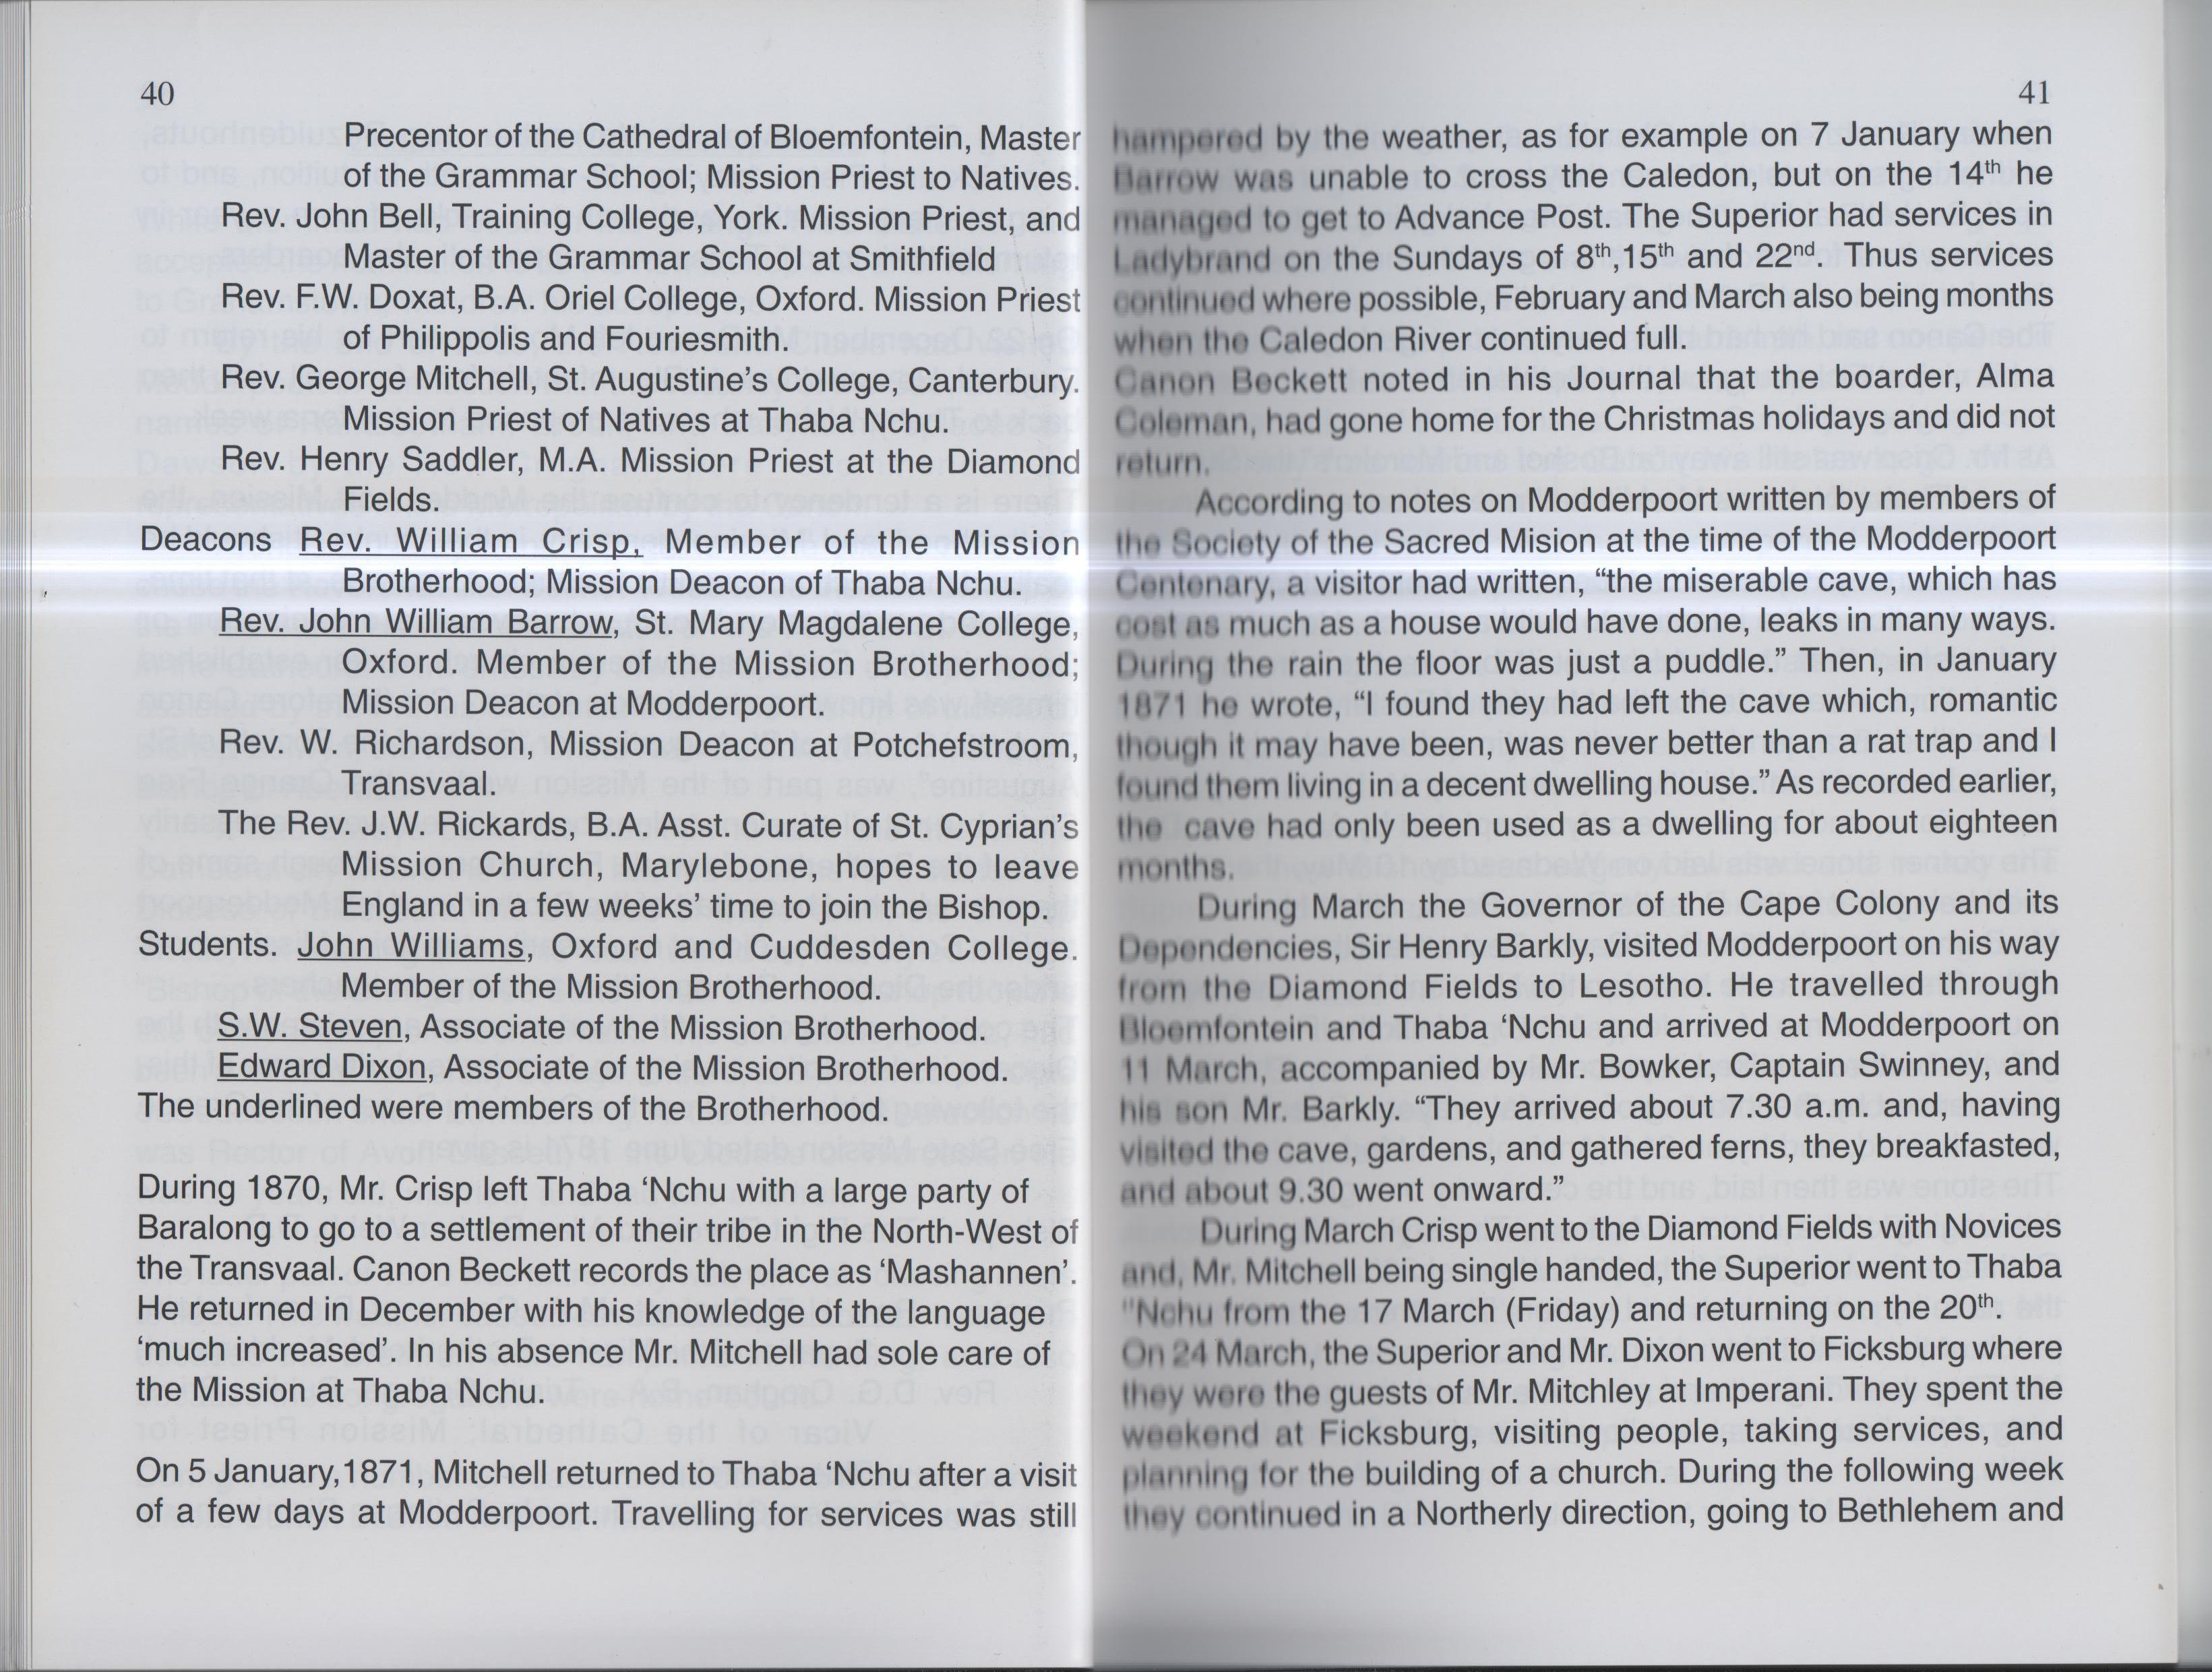 40
Precentor of the Cathedral of Bloemfontein, Master
of the Grammar School; Mission Priest to Natives.
Rev. John Bell, Training College, York. Mission Priest, and
Master of the Grammar School at Smithfield
Rev. F.W. Doxat, B.A. Oriel College, Oxford. Mission Priest
of Philippolis and Fouriesmith.
Rev. George Mitchell, St. Augustine's College, Canterbury.
Mission Priest of Natives at Thaba Nchu.
Rev. Henry Saddler, M.A. Mission Priest at the Diamond
Fields.
Deacons Rev. William Crisp, Member of the Mission
Brotherhood; Mission Deacon of Thaba Nchu.
Rev. John William Barrow, St. Mary Magdalene College,
Oxford. Member of the Mission Brotherhood;
Mission Deacon at Modderpoort.
Rev. W. Richardson, Mission Deacon at Potchefstroom,
Transvaal.
The Rev. J.W. Rickards, B.A. Asst. Curate of St. Cyprian's
Mission Church, Marylebone, hopes to leave
England in a few weeks' time to join the Bishop.
Students. John Williams, Oxford and Cuddesden College.
Member of the Mission Brotherhood.
S.W. Steven, Associate of the Mission Brotherhood.
Edward Dixon, Associate of the Mission Brotherhood.
The underlined were members of the Brotherhood.
During 1870, Mr. Crisp left Thaba ‘Nchu with a large party of
Baralong to go to a settlement of their tribe in the North-West of
the Transvaal. Canon Beckett records the place as ‘Mashannen’.
He returned in December with his knowledge of the language
‘much increased’. In his absence Mr. Mitchell had sole care of
the Mission at Thaba Nchu.
On 5 January,1871, Mitchell returned to Thaba ‘Nchu after a visit
of a few days at Modderpoort. Travelling for services was still
41
hampered by the weather, as for example on 7 January when
Barrow was unable to cross the Caledon, but on the 14th he
managed to get to Advance Post. The Superior had services in
Ladybrand on the Sundays of 8th,15th and 22nd. Thus services
continued where possible, February and March also being months
when the Caledon River continued full.
Canon Beckett noted in his Journal that the boarder, Alma
Coleman, had gone home for the Christmas holidays and did not
return.
According to notes on Modderpoort written by members of
the Society of the Sacred Mision at the time of the Modderpoort
Centenary, a visitor had written, “the miserable cave, which has
cost as much as a house would have done, leaks in many ways.
During the rain the floor was just a puddle.” Then, in January
1871 he wrote, “I found they had left the cave which, romantic
though it may have been, was never better than a rat trap and I
found them living in a decent dwelling house.” As recorded earlier,
the cave had only been used as a dwelling for about eighteen
months.
During March the Governor of the Cape Colony and its
Dependencies, Sir Henry Barkly, visited Modderpoort on his way
from the Diamond Fields to Lesotho. He travelled through
Bloemfontein and Thaba ‘Nchu and arrived at Modderpoort on
11 March, accompanied by Mr. Bowker, Captain Swinney, and
his son Mr. Barkly. “They arrived about 7.30 a.m. and, having
visited the cave, gardens, and gathered ferns, they breakfasted,
and about 9.30 went onward.”
During March Crisp went to the Diamond Fields with Novices
and, Mr. Mitchell being single handed, the Superior went to Thaba
"Nchu from the 17 March (Friday) and returning on the 20th.
On 24 March, the Superior and Mr. Dixon went to Ficksburg where
they were the guests of Mr. Mitchley at Imperani. They spent the
weekend at Ficksburg, visiting people, taking services, and
planning for the building of a church. During the following week
they continued in a Northerly direction, going to Bethlehem and